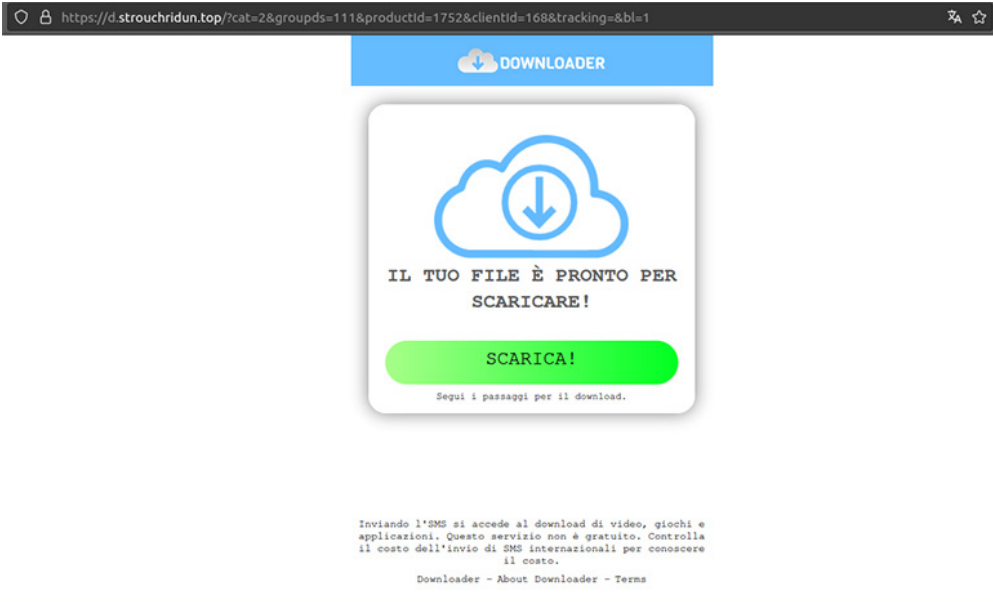 https://d.strouchridun.top/?cat=2&groupds=111&productId=1752&clientId=168&tracking=&bl=1
DOWNLOADER
IL TUO FILE È PRONTO PER
SCARICARE!
SCARICA!
Segui i passaggi per il download.
Inviando l'SMS si accede al download di video, giochi e
applicazioni. Questo servizio non è gratuito. Controlla
il costo dell'invio di SMS internazionali per conoscere
il costo.
Downloader - About Downloader - Terms